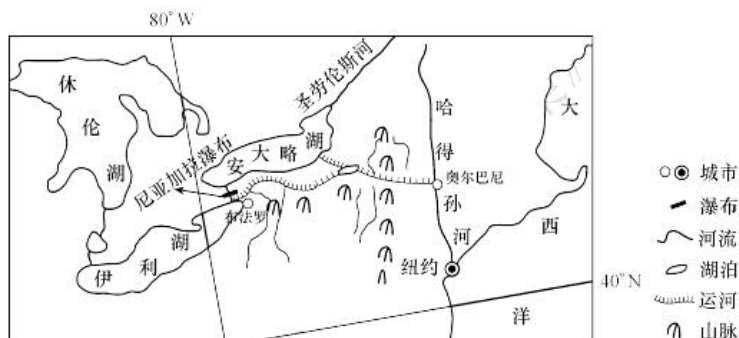 80°W
休伦湖
圣劳伦斯河
哈得孙河
大西洋
安大略湖
尼亚加拉瀑布
奥尔巴尼
布法罗
伊利湖
纽约
40°N
城市
瀑布
河流
湖泊
运河
山脉